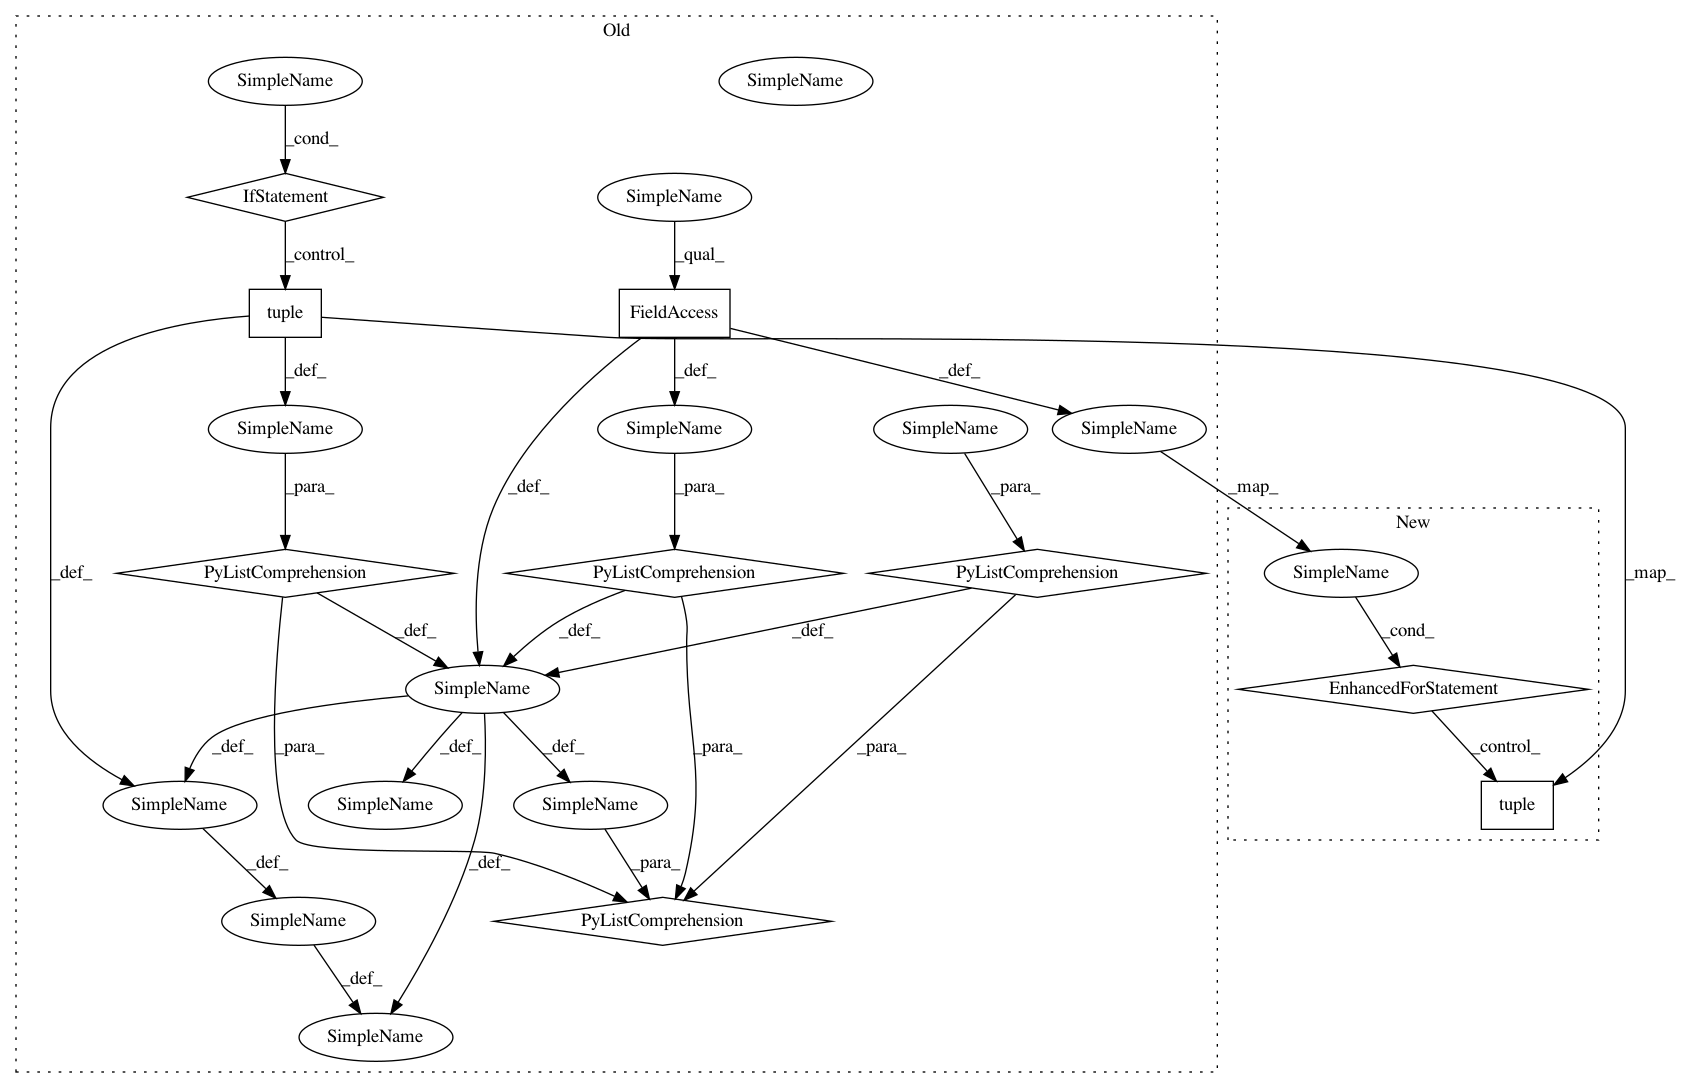 Old
SimpleName
SimpleName
_cond_
IfStatement
SimpleName
_control_
_qual_
tuple
FieldAccess
_def_
_def_
_def_
SimpleName
SimpleName
SimpleName
SimpleName
_para_
_def_
_para_
_para_
_map_
New
_def_
PyListComprehension
PyListComprehension
PyListComprehension
SimpleName
_map_
_def_
_def_
_def_
_cond_
SimpleName
EnhancedForStatement
_def_
_para_
_def_
_def_
_para_
_para_
_control_
SimpleName
SimpleName
SimpleName
tuple
_def_
_def_
_para_
SimpleName
PyListComprehension
_def_
SimpleName